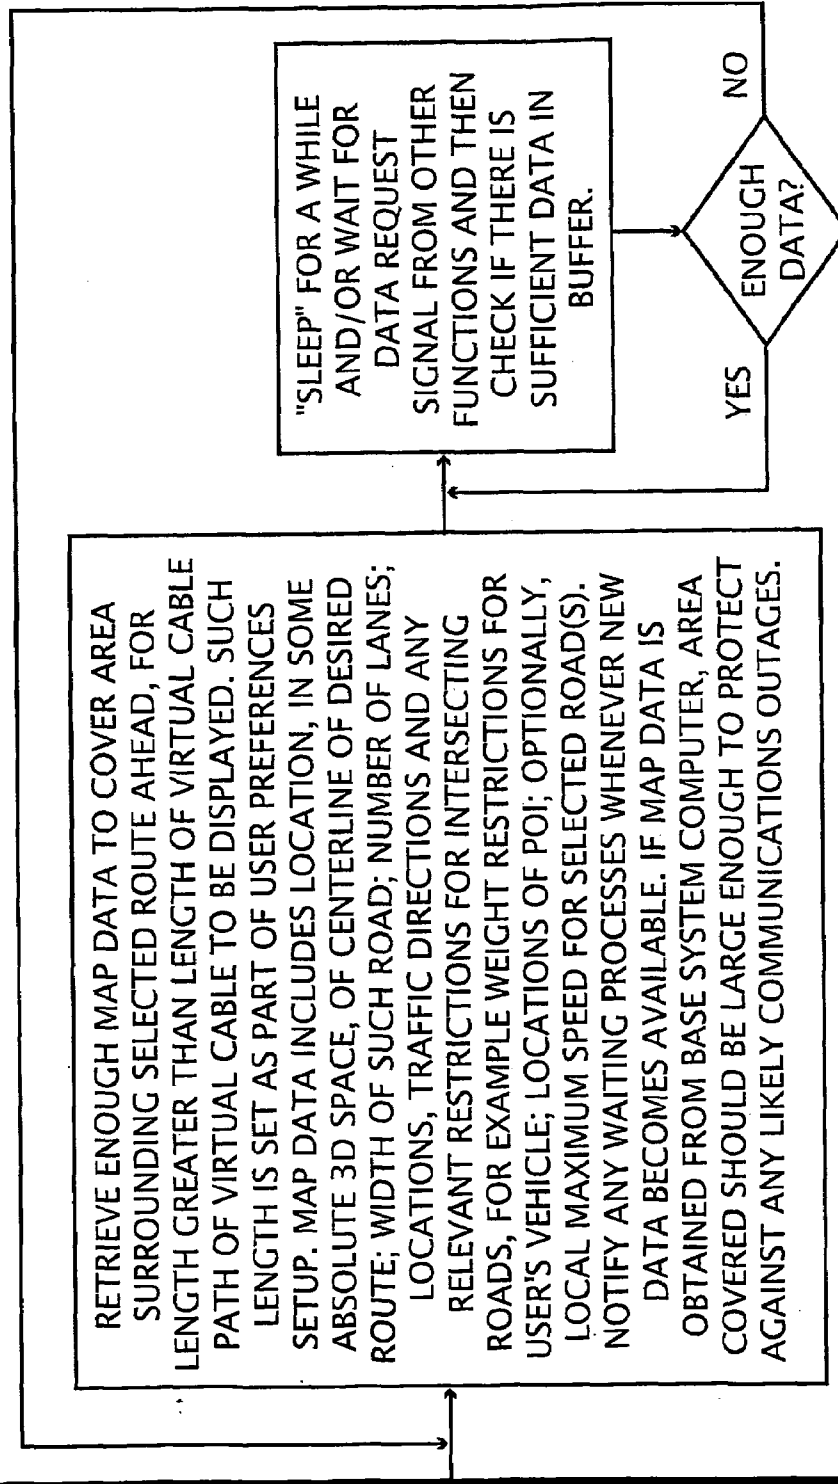 RETRIEVE ENOUGH MAP DATA TO COVER AREA
SURROUNDING SELECTED ROUTE AHEAD, FOR
LENGTH GREATER THAN LENGTH OF VIRTUAL CABLE
PATH OF VIRTUAL CABLE TO BE DISPLAYED. SUCH
LENGTH IS SET AS PART OF USER PREFERENCES
SETUP. MAP DATA INCLUDES LOCATION, IN SOME
ABSOLUTE 3D SPACE, OF CENTERLINE OF DESIRED
ROUTE; WIDTH OF SUCH ROAD; NUMBER OF LANES;
LOCATIONS, TRAFFIC DIRECTIONS AND ANY
RELEVANT RESTRICTIONS FOR INTERSECTING
ROADS, FOR EXAMPLE WEIGHT RESTRICTIONS FOR
USER'S VEHICLE; LOCATIONS OF POI; OPTIONALLY,
LOCAL MAXIMUM SPEED FOR SELECTED ROAD(S).
NOTIFY ANY WAITING PROCESSES WHENEVER NEW
DATA BECOMES AVAILABLE. IF MAP DATA IS
OBTAINED FROM BASE SYSTEM COMPUTER, AREA
COVERED SHOULD BE LARGE ENOUGH TO PROTECT
AGAINST ANY LIKELY COMMUNICATIONS OUTAGES.
"SLEEP" FOR A WHILE
AND/OR WAIT FOR
DATA REQUEST
SIGNAL FROM OTHER
FUNCTIONS AND THEN
CHECK IF THERE IS
SUFFICIENT DATA IN
BUFFER.
YES
ENOUGH
DATA?
NO